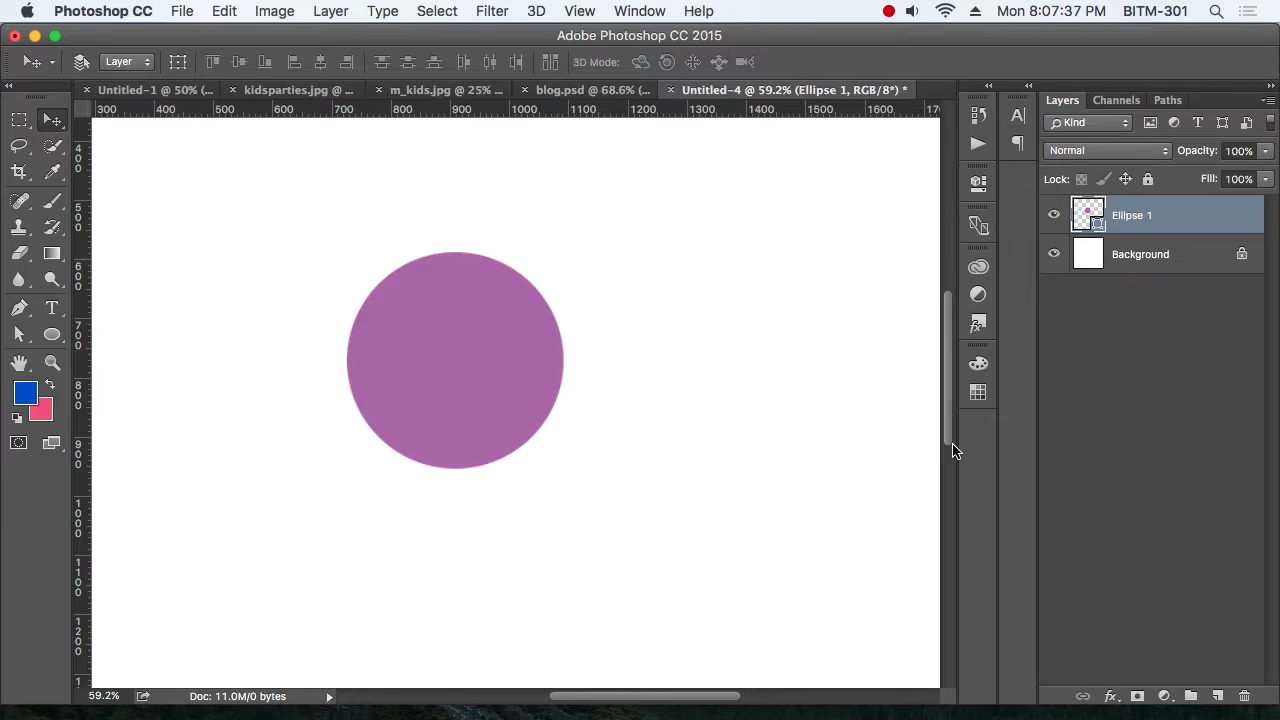 Photoshop CC File Edit Image Layer Type Select Filter 3D View Window Help Mon 8:07:37 PM BITM-301
Adobe Photoshop CC 2015
Layer 3D Mode:
Untitled-1 @ 50% (... kidsparties.jpg @ ... m_kids.jpg @ 25% ... blog.psd @ 68.6% (... Untitled-4 @ 59.2% (Ellipse 1, RGB/8*) *
300 400 500 600 700 800 900 1000 1100 1200 1300 1400 1500 1600 170
400
500
600
700
800
900
1000
1100
1200
1
Layers Channels Paths
Kind
Normal Opacity: 100%
Lock: Fill: 100%
Ellipse 1
Background
59.2% Doc: 11.0M/0 bytes